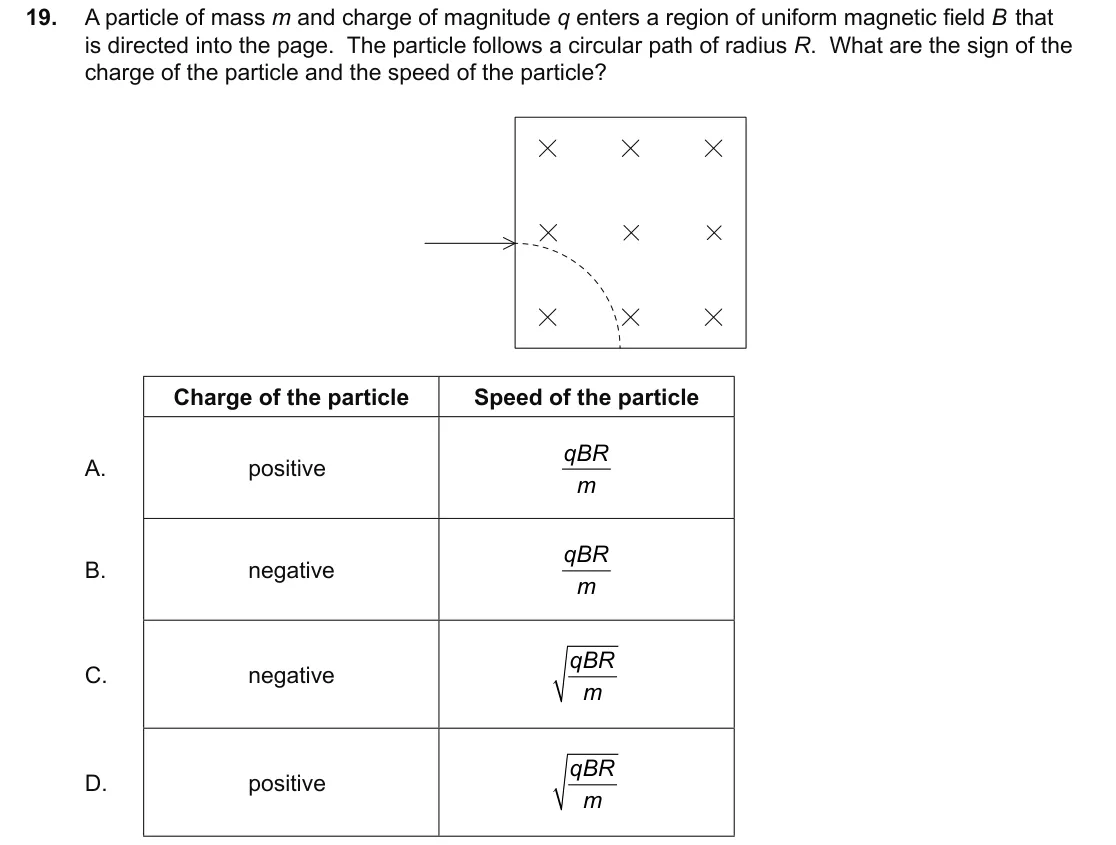 19. A particle of mass m and charge of magnitude q enters a region of uniform magnetic field B that
is directed into the page. The particle follows a circular path of radius R. What are the sign of the
charge of the particle and the speed of the particle?
Charge of the particle Speed of the particle
A. positive qBR/m
B. negative qBR/m
C. negative √(qBR/m)
D. positive √(qBR/m)